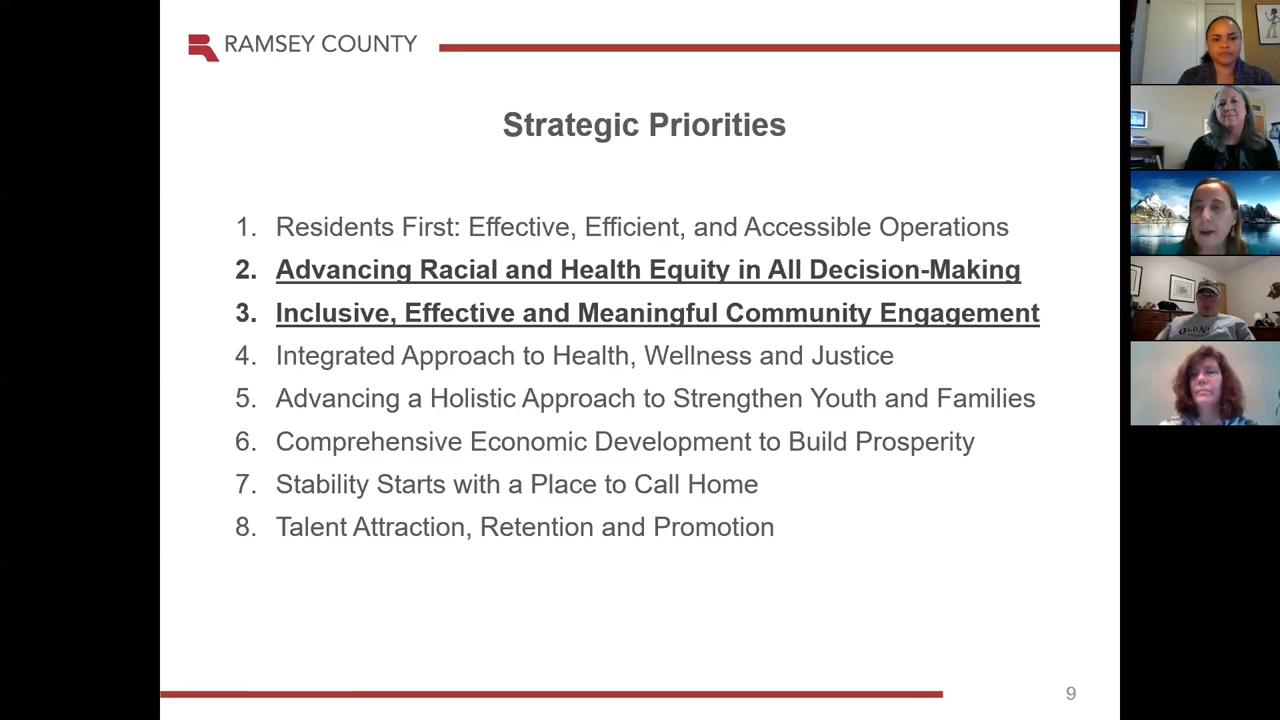 RAMSEY COUNTY
Strategic Priorities
1. Residents First: Effective, Efficient, and Accessible Operations
2. Advancing Racial and Health Equity in All Decision-Making
3. Inclusive, Effective and Meaningful Community Engagement
4. Integrated Approach to Health, Wellness and Justice
5. Advancing a Holistic Approach to Strengthen Youth and Families
6. Comprehensive Economic Development to Build Prosperity
7. Stability Starts with a Place to Call Home
8. Talent Attraction, Retention and Promotion
9